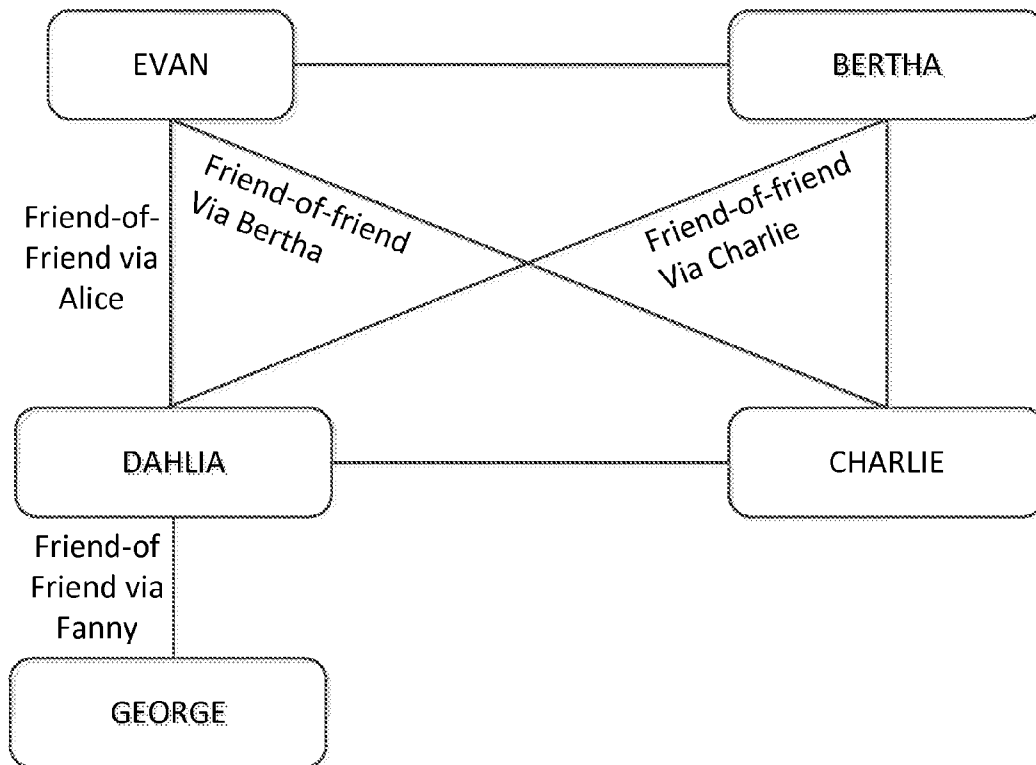 EVAN
BERTHA
Friend-of-friend
Via Bertha
Friend-of-friend
Via Charlie
Friend-of-
Friend via
Alice
DAHLIA
CHARLIE
Friend-of
Friend via
Fanny
GEORGE